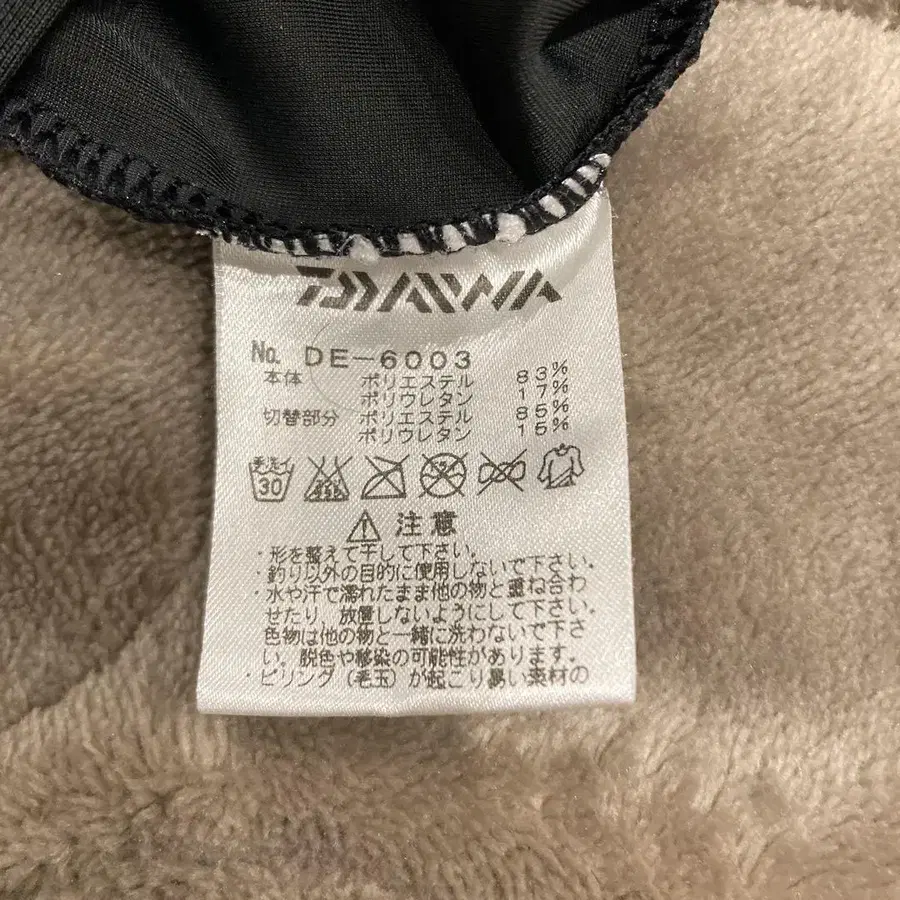 DAIWA
No. DE-6003
本体 ポリエステル 83%
ポリウレタン 17%
切替部分 ポリエステル 85%
ポリウレタン 15%
手洗イ
30
注意
・形を整えて干して下さい。
・釣り以外の目的に使用しないで下さい。
・水や汗で濡れたまま他の物と重ね合わ
せたり、放置しないようにして下さい。
色物は他の物と一緒に洗わないで下さ
い。脱色や移染の可能性があります。
・ピリング(毛玉)が起こり易い素材の